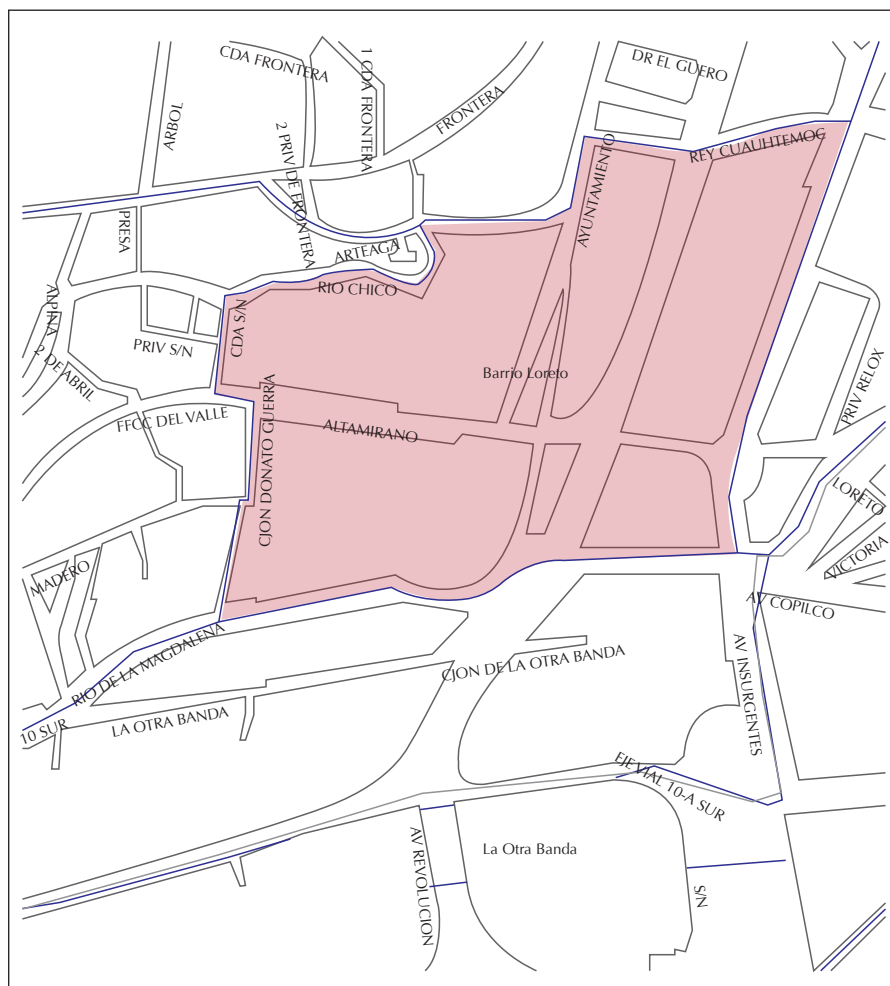 CDA FRONTERA
1 CDA FRONTERA
DR EL GUERO
FRONTERA
ARBOL
2 PRIV DE FRONTERA
REY CUAUHTEMOC
AYUNTAMIENTO
PRESA
ARTEAGA
RIO CHICO
ALPINA
CDA S/N
PRIV S/N
2 DE ABRIL
Barrio Loreto
PRIV RELOX
FFCC DEL VALLE
ALTAMIRANO
CJON DONATO GUERRA
LORETO
VICTORIA
MADERO
AV COPILCO
RIO DE LA MAGDALENA
CJON DE LA OTRA BANDA
AV INSURGENTES
10 SUR
LA OTRA BANDA
EJE VIAL 10-A SUR
La Otra Banda
AV REVOLUCION
S/N